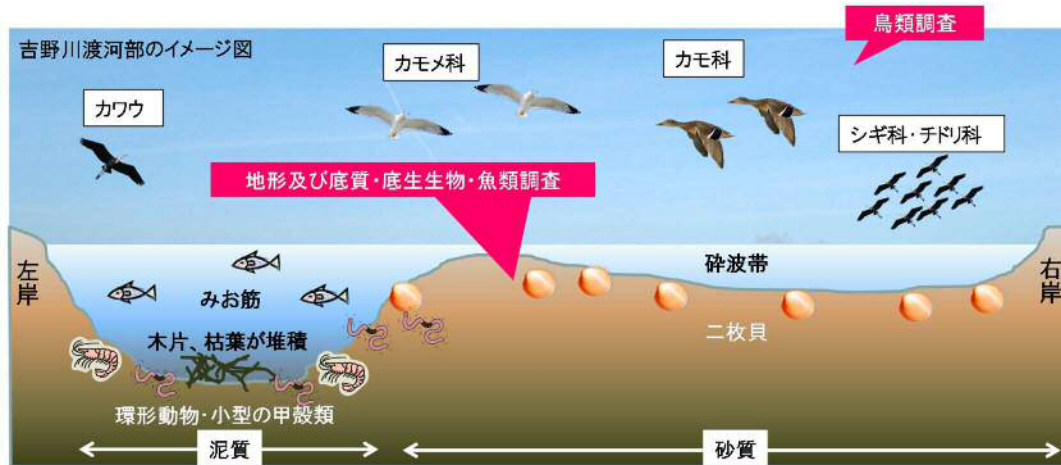 吉野川渡河部のイメージ図
鳥類調査
カモメ科
カモ科
カワウ
シギ科・チドリ科
地形及び底質・底生生物・魚類調査
左岸
みお筋
砕波帯
右岸
木片、枯葉が堆積
二枚貝
環形動物・小型の甲殻類
泥質
砂質